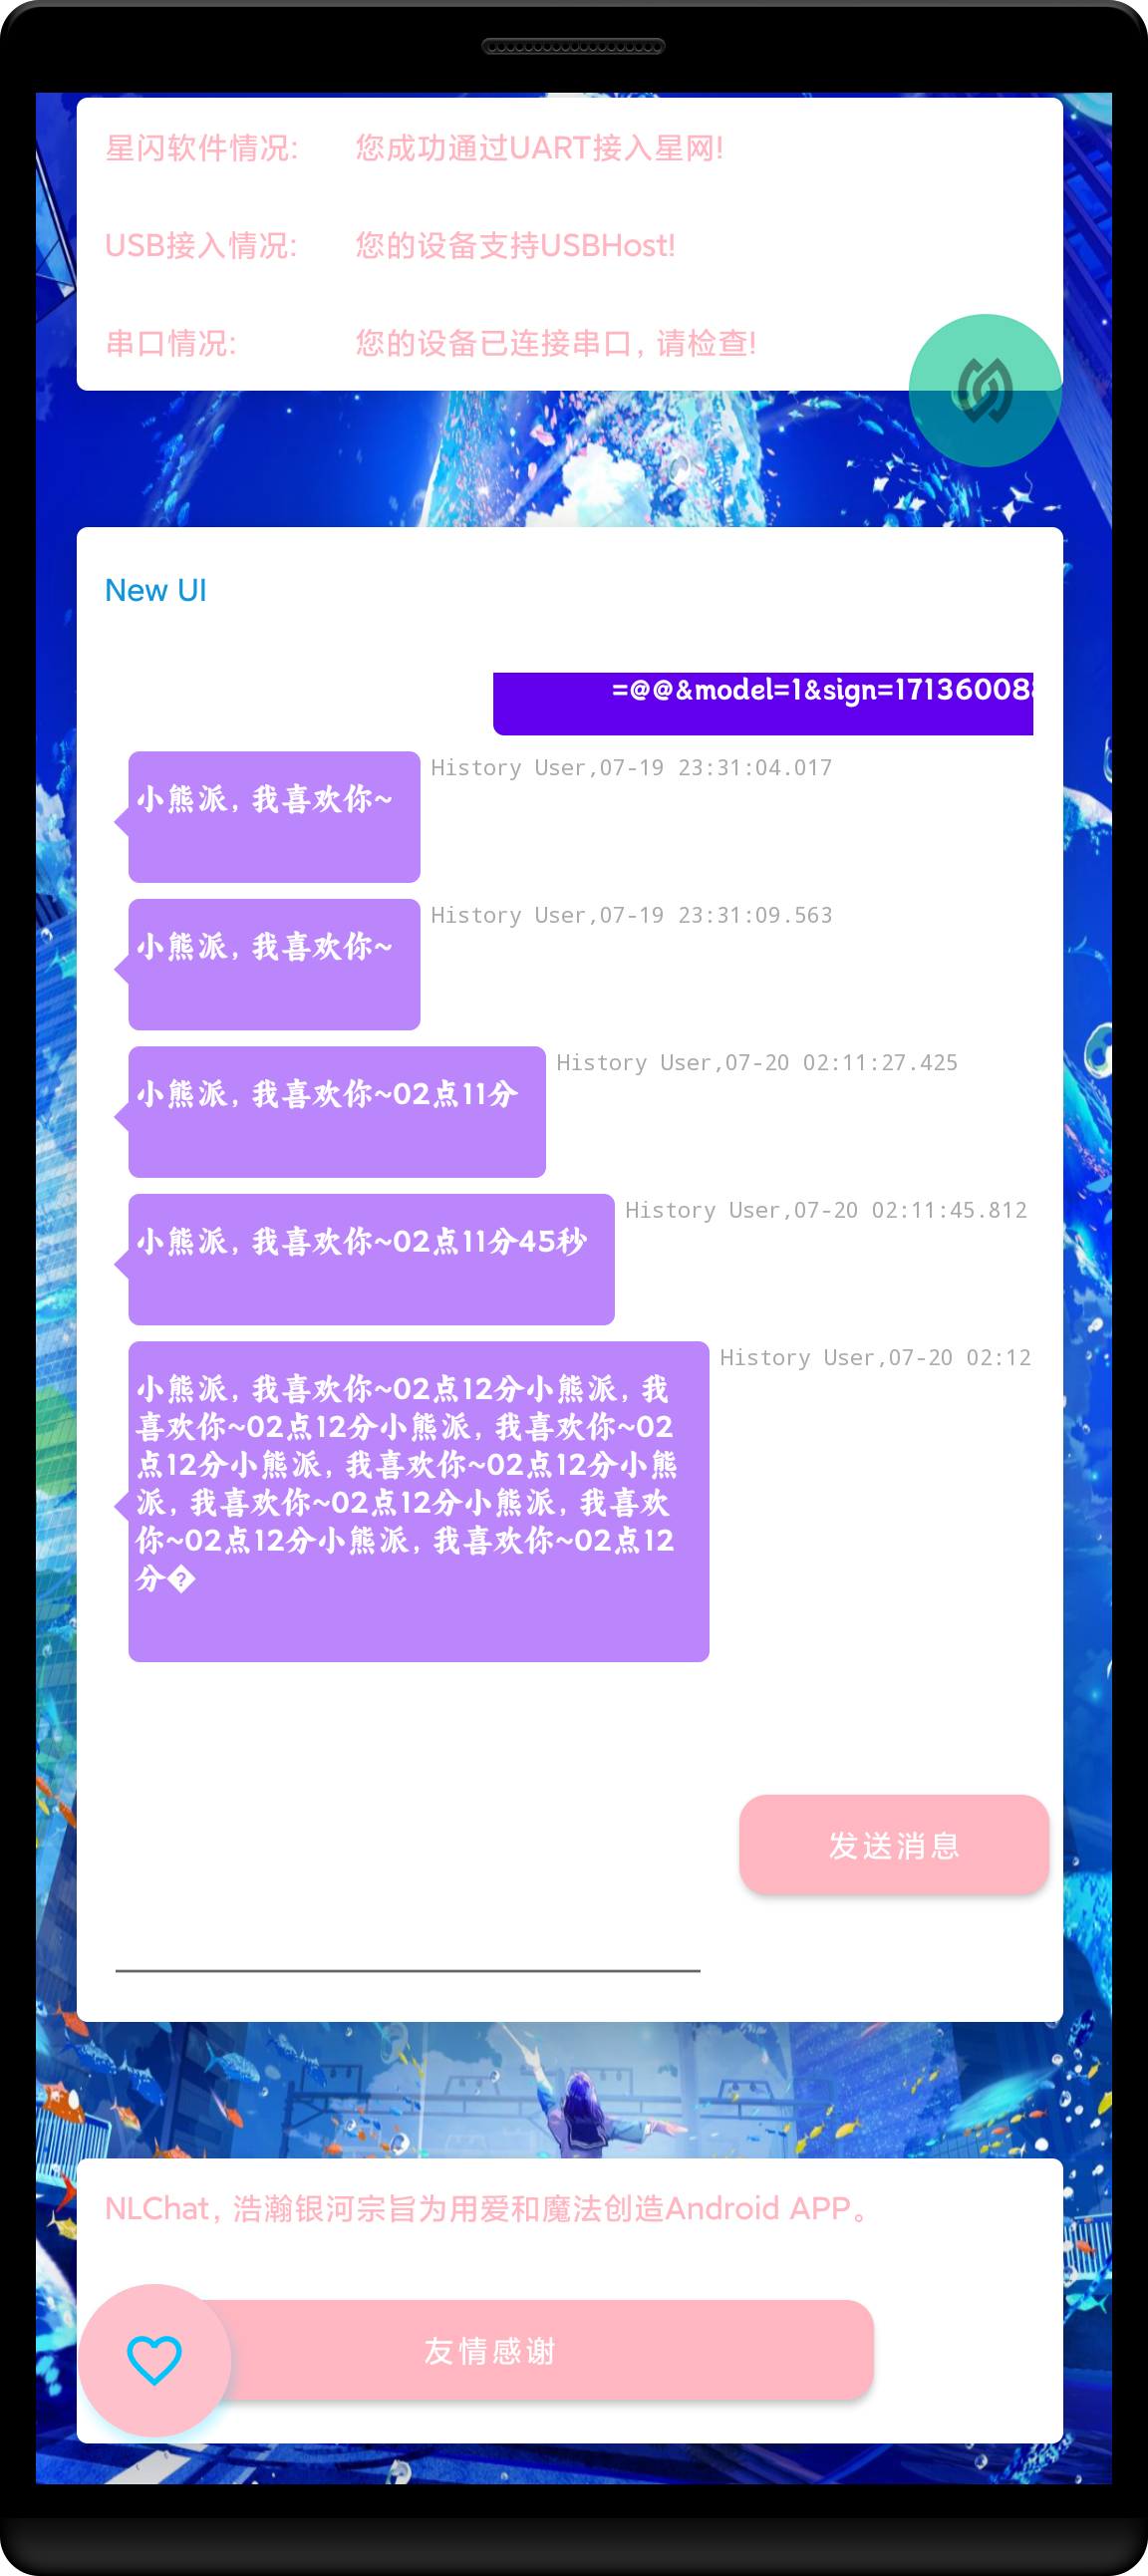 星闪软件情况: 您成功通过UART接入星网!
USB接入情况: 您的设备支持USBHost!
串口情况: 您的设备已连接串口，请检查!
New UI
=@@&model=1&sign=17136008
小熊派，我喜欢你~ History User,07-19 23:31:04.017
小熊派，我喜欢你~ History User,07-19 23:31:09.563
小熊派，我喜欢你~02点11分 History User,07-20 02:11:27.425
小熊派，我喜欢你~02点11分45秒 History User,07-20 02:11:45.812
History User,07-20 02:12
小熊派，我喜欢你~02点12分小熊派，我
喜欢你~02点12分小熊派，我喜欢你~02
点12分小熊派，我喜欢你~02点12分小熊
派，我喜欢你~02点12分小熊派，我喜欢
你~02点12分小熊派，我喜欢你~02点12
分�
发送消息
NLChat，浩瀚银河宗旨为用爱和魔法创造Android APP。
友情感谢